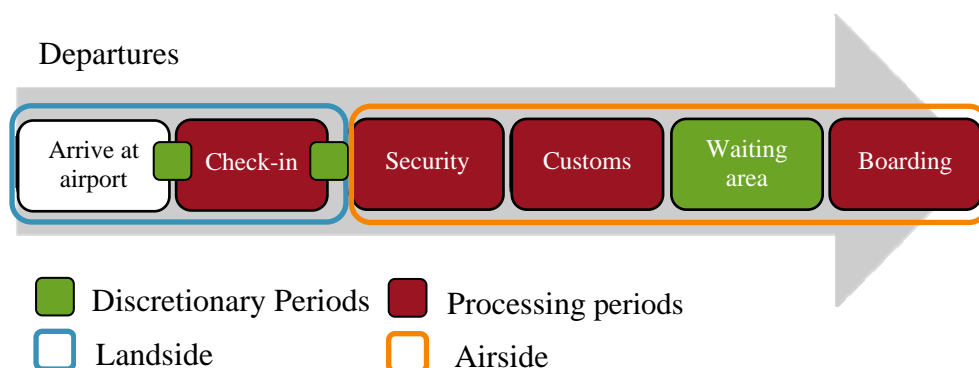 Departures
Arrive at
airport
Check-in
Security
Customs
Waiting
area
Boarding
Discretionary Periods
Processing periods
Landside
Airside